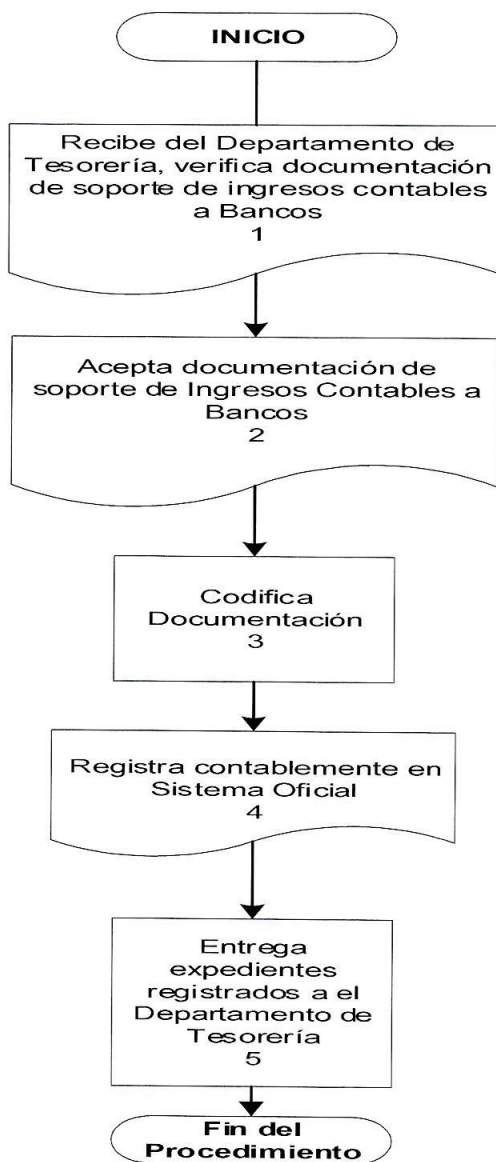 INICIO
Recibe del Departamento de
Tesorería, verifica documentación
de soporte de ingresos contables
a Bancos
1
Acepta documentación de
soporte de Ingresos Contables a
Bancos
2
Codifica
Documentación
3
Registra contablemente en
Sistema Oficial
4
Entrega
expedientes
registrados a el
Departamento de
Tesorería
5
Fin del
Procedimiento